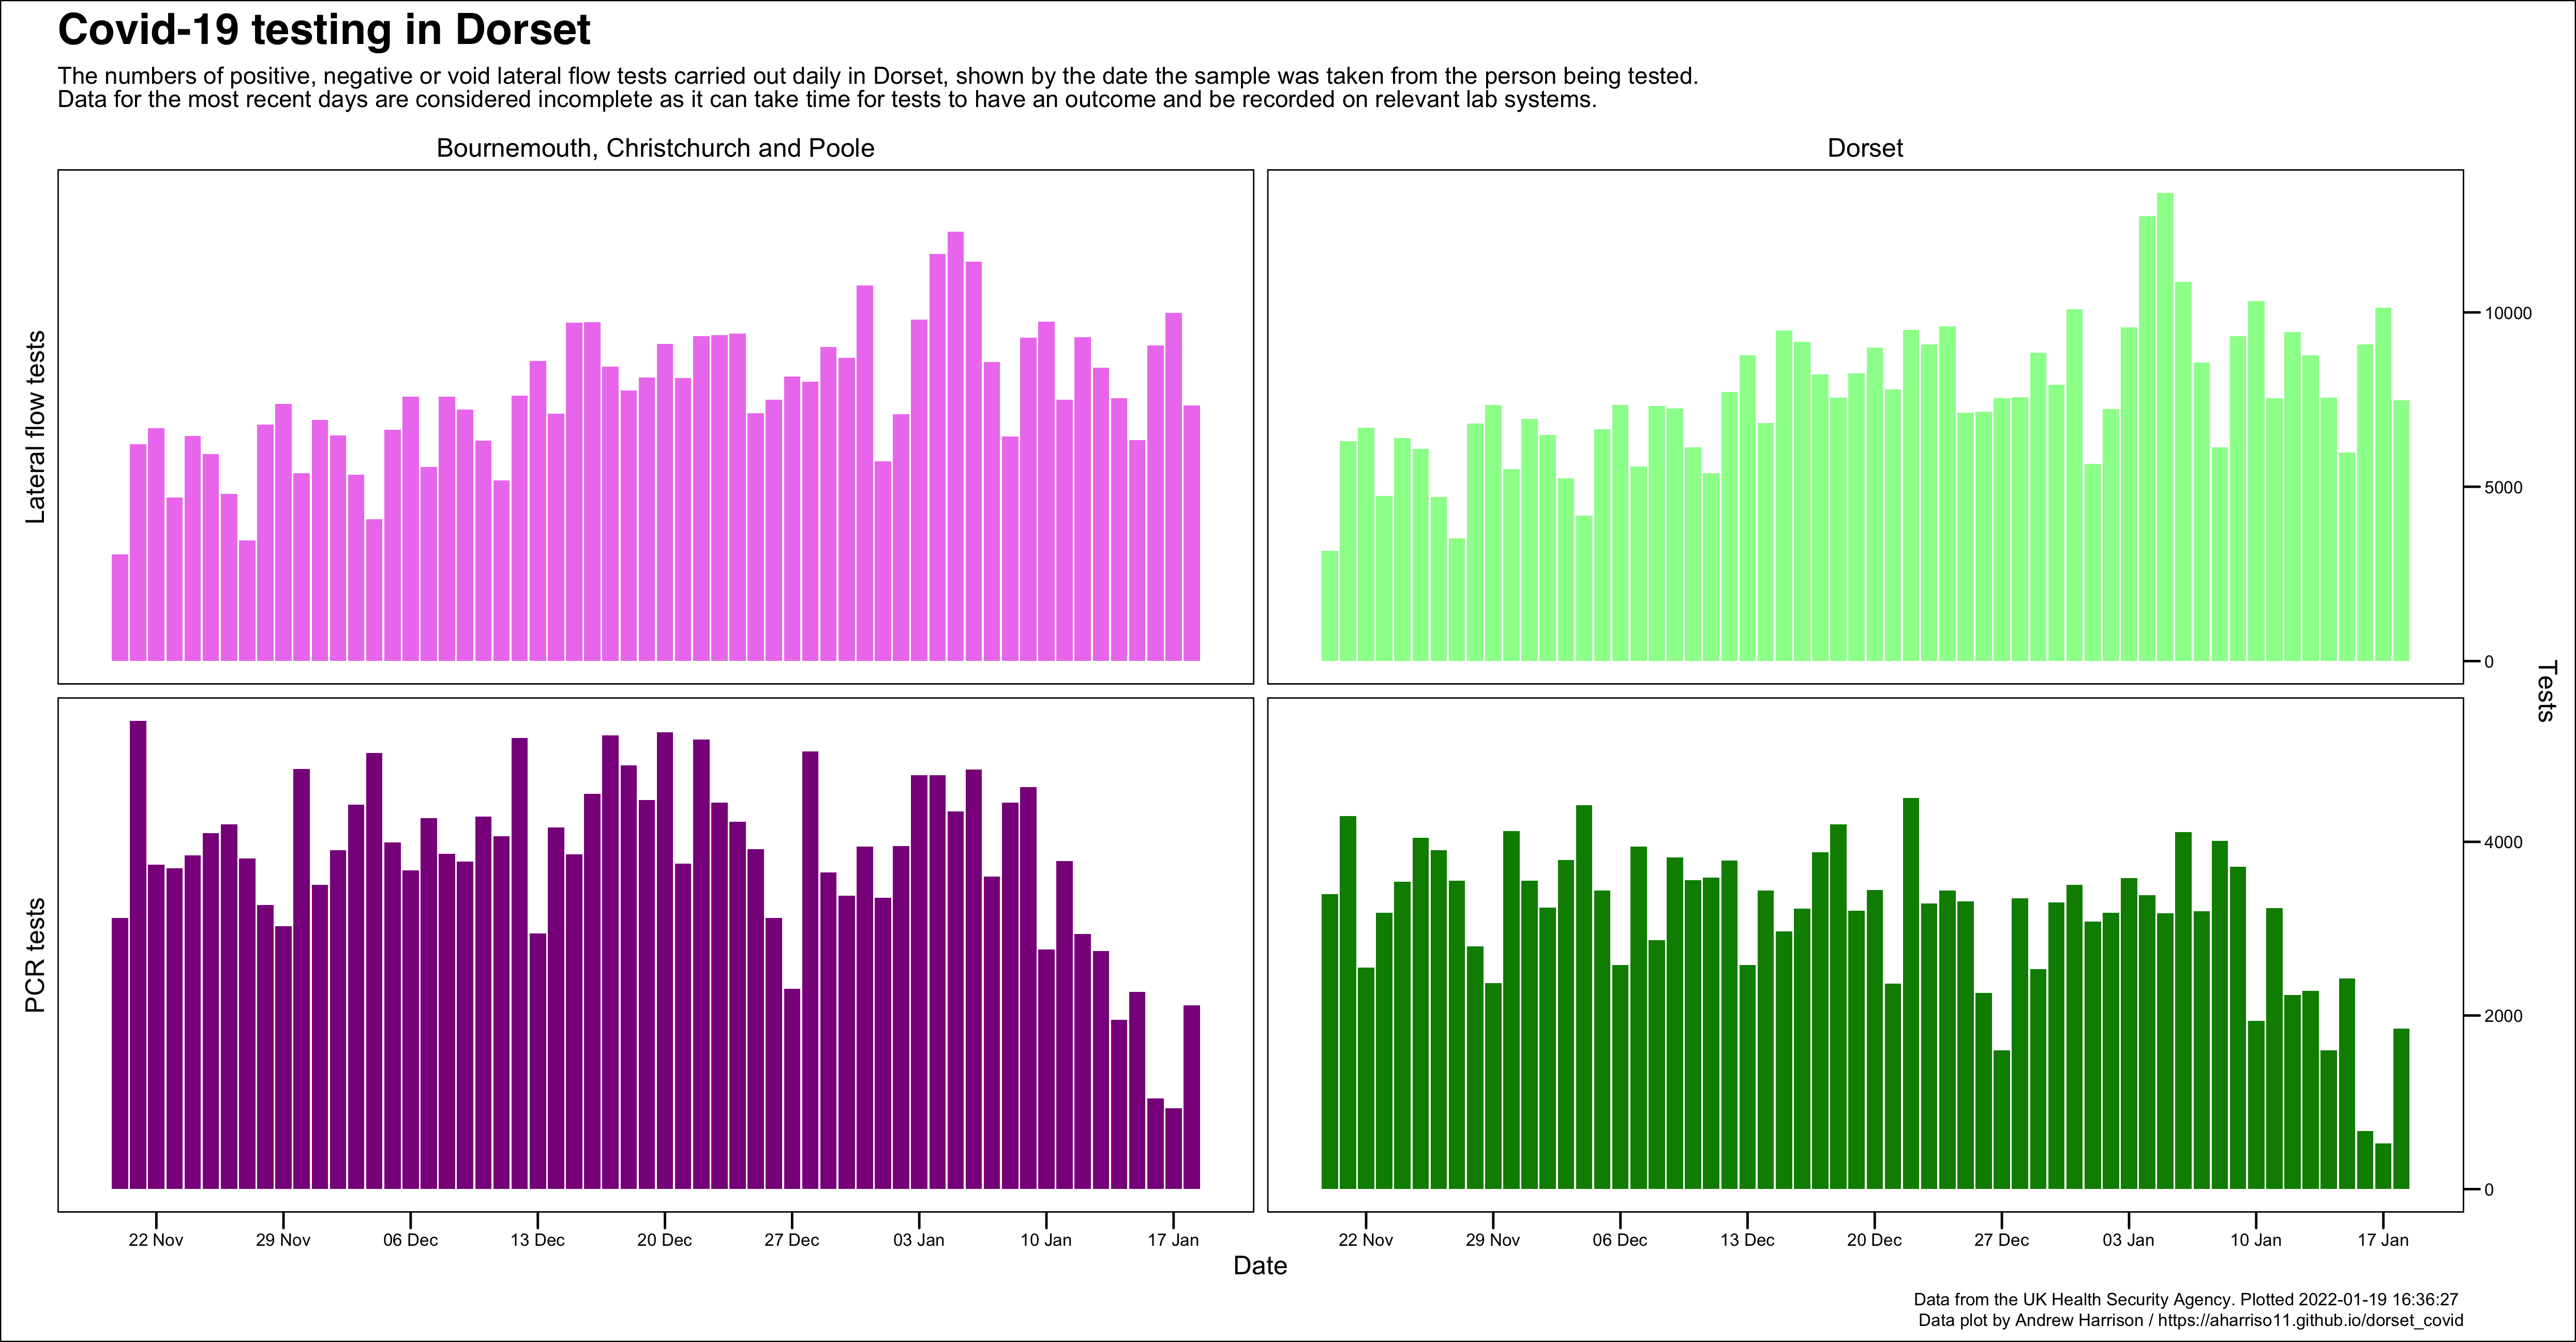 Covid-19 testing in Dorset
The numbers of positive, negative or void lateral flow tests carried out daily in Dorset, shown by the date the sample was taken from the person being tested.
Data for the most recent days are considered incomplete as it can take time for tests to have an outcome and be recorded on relevant lab systems.
Bournemouth, Christchurch and Poole
Dorset
Lateral flow tests
10000
5000
0
Tests
PCR tests
4000
2000
0
22 Nov
29 Nov
06 Dec
13 Dec
20 Dec
27 Dec
03 Jan
10 Jan
17 Jan
22 Nov
29 Nov
06 Dec
13 Dec
20 Dec
27 Dec
03 Jan
10 Jan
17 Jan
Date
Data from the UK Health Security Agency. Plotted 2022-01-19 16:36:27
Data plot by Andrew Harrison / https://aharriso11.github.io/dorset_covid